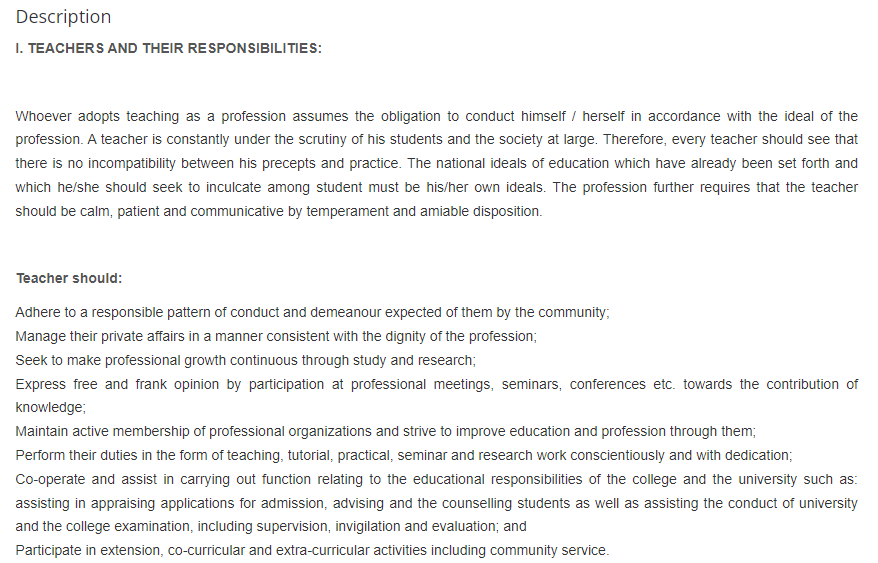 Description
I. TEACHERS AND THEIR RESPONSIBILITIES:
Whoever adopts teaching as a profession assumes the obligation to conduct himself / herself in accordance with the ideal of the
profession. A teacher is constantly under the scrutiny of his students and the society at large. Therefore, every teacher should see that
there is no incompatibility between his precepts and practice. The national ideals of education which have already been set forth and
which he/she should seek to inculcate among student must be his/her own ideals. The profession further requires that the teacher
should be calm, patient and communicative by temperament and amiable disposition.
Teacher should:
Adhere to a responsible pattern of conduct and demeanour expected of them by the community;
Manage their private affairs in a manner consistent with the dignity of the profession;
Seek to make professional growth continuous through study and research;
Express free and frank opinion by participation at professional meetings, seminars, conferences etc. towards the contribution of
knowledge;
Maintain active membership of professional organizations and strive to improve education and profession through them;
Perform their duties in the form of teaching, tutorial, practical, seminar and research work conscientiously and with dedication;
Co-operate and assist in carrying out function relating to the educational responsibilities of the college and the university such as:
assisting in appraising applications for admission, advising and the counselling students as well as assisting the conduct of university
and the college examination, including supervision, invigilation and evaluation; and
Participate in extension, co-curricular and extra-curricular activities including community service.